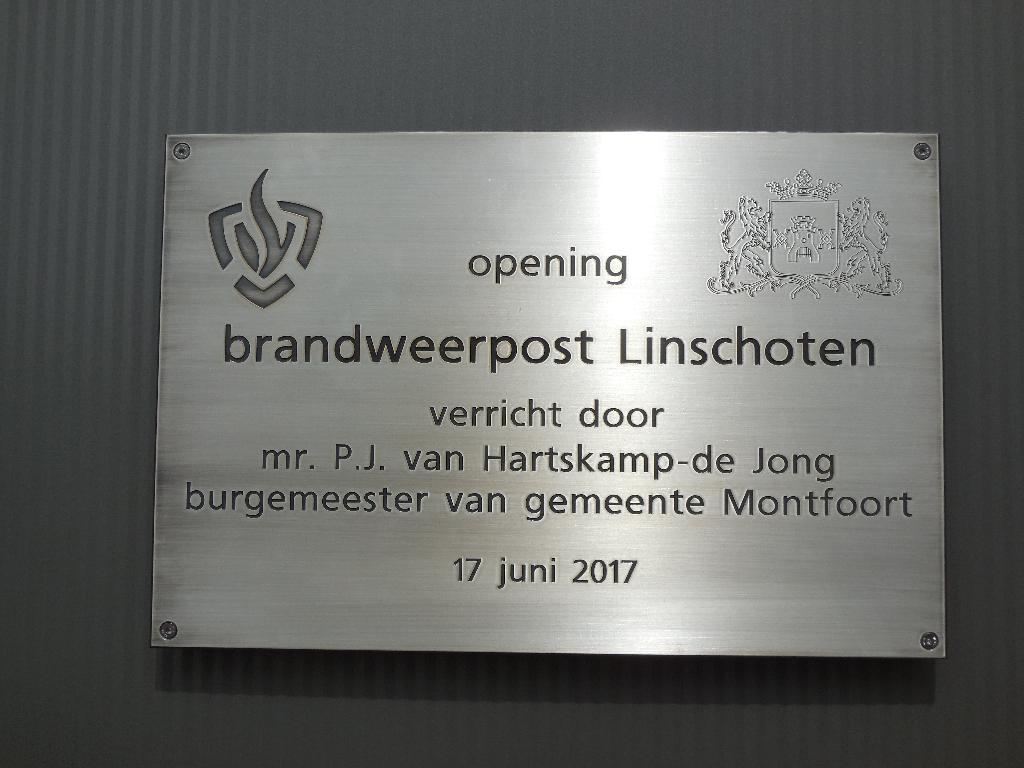 opening
brandweerpost Linschoten
verricht door
mr. P.J. van Hartskamp-de Jong
burgemeester van gemeente Montfoort
17 juni 2017